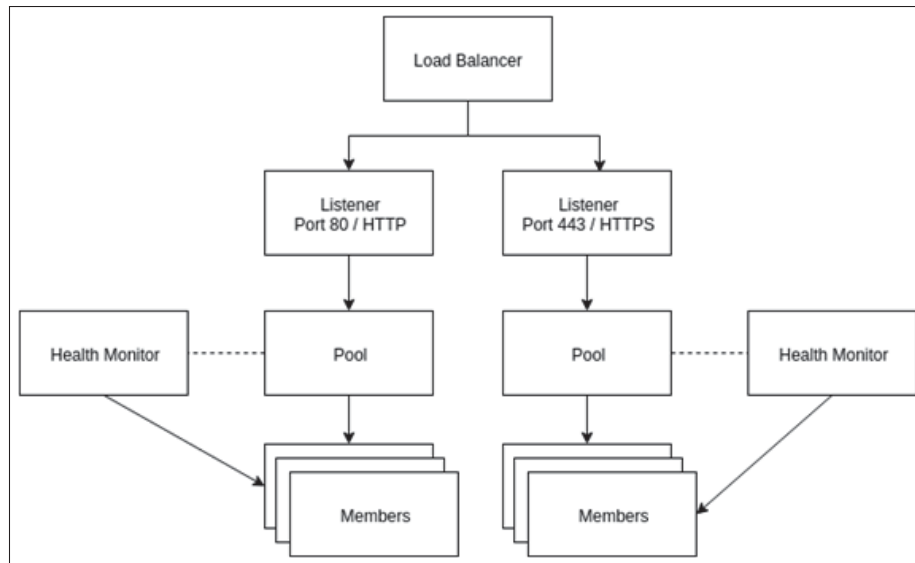 Load Balancer
Listener
Port 80 / HTTP
Listener
Port 443 / HTTPS
Health Monitor
Pool
Pool
Health Monitor
Members
Members